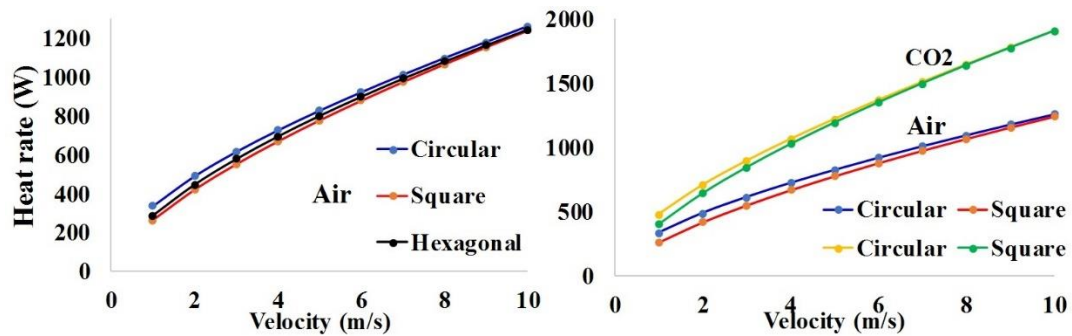 Heat rate (W)
1200
1000
800
600
400
200
0
Air
Circular
Square
Hexagonal
0 2 4 6 8 10
Velocity (m/s)
2000
1500
1000
500
0
CO2
Air
Circular Square
Circular Square
0 2 4 6 8 10
Velocity (m/s)